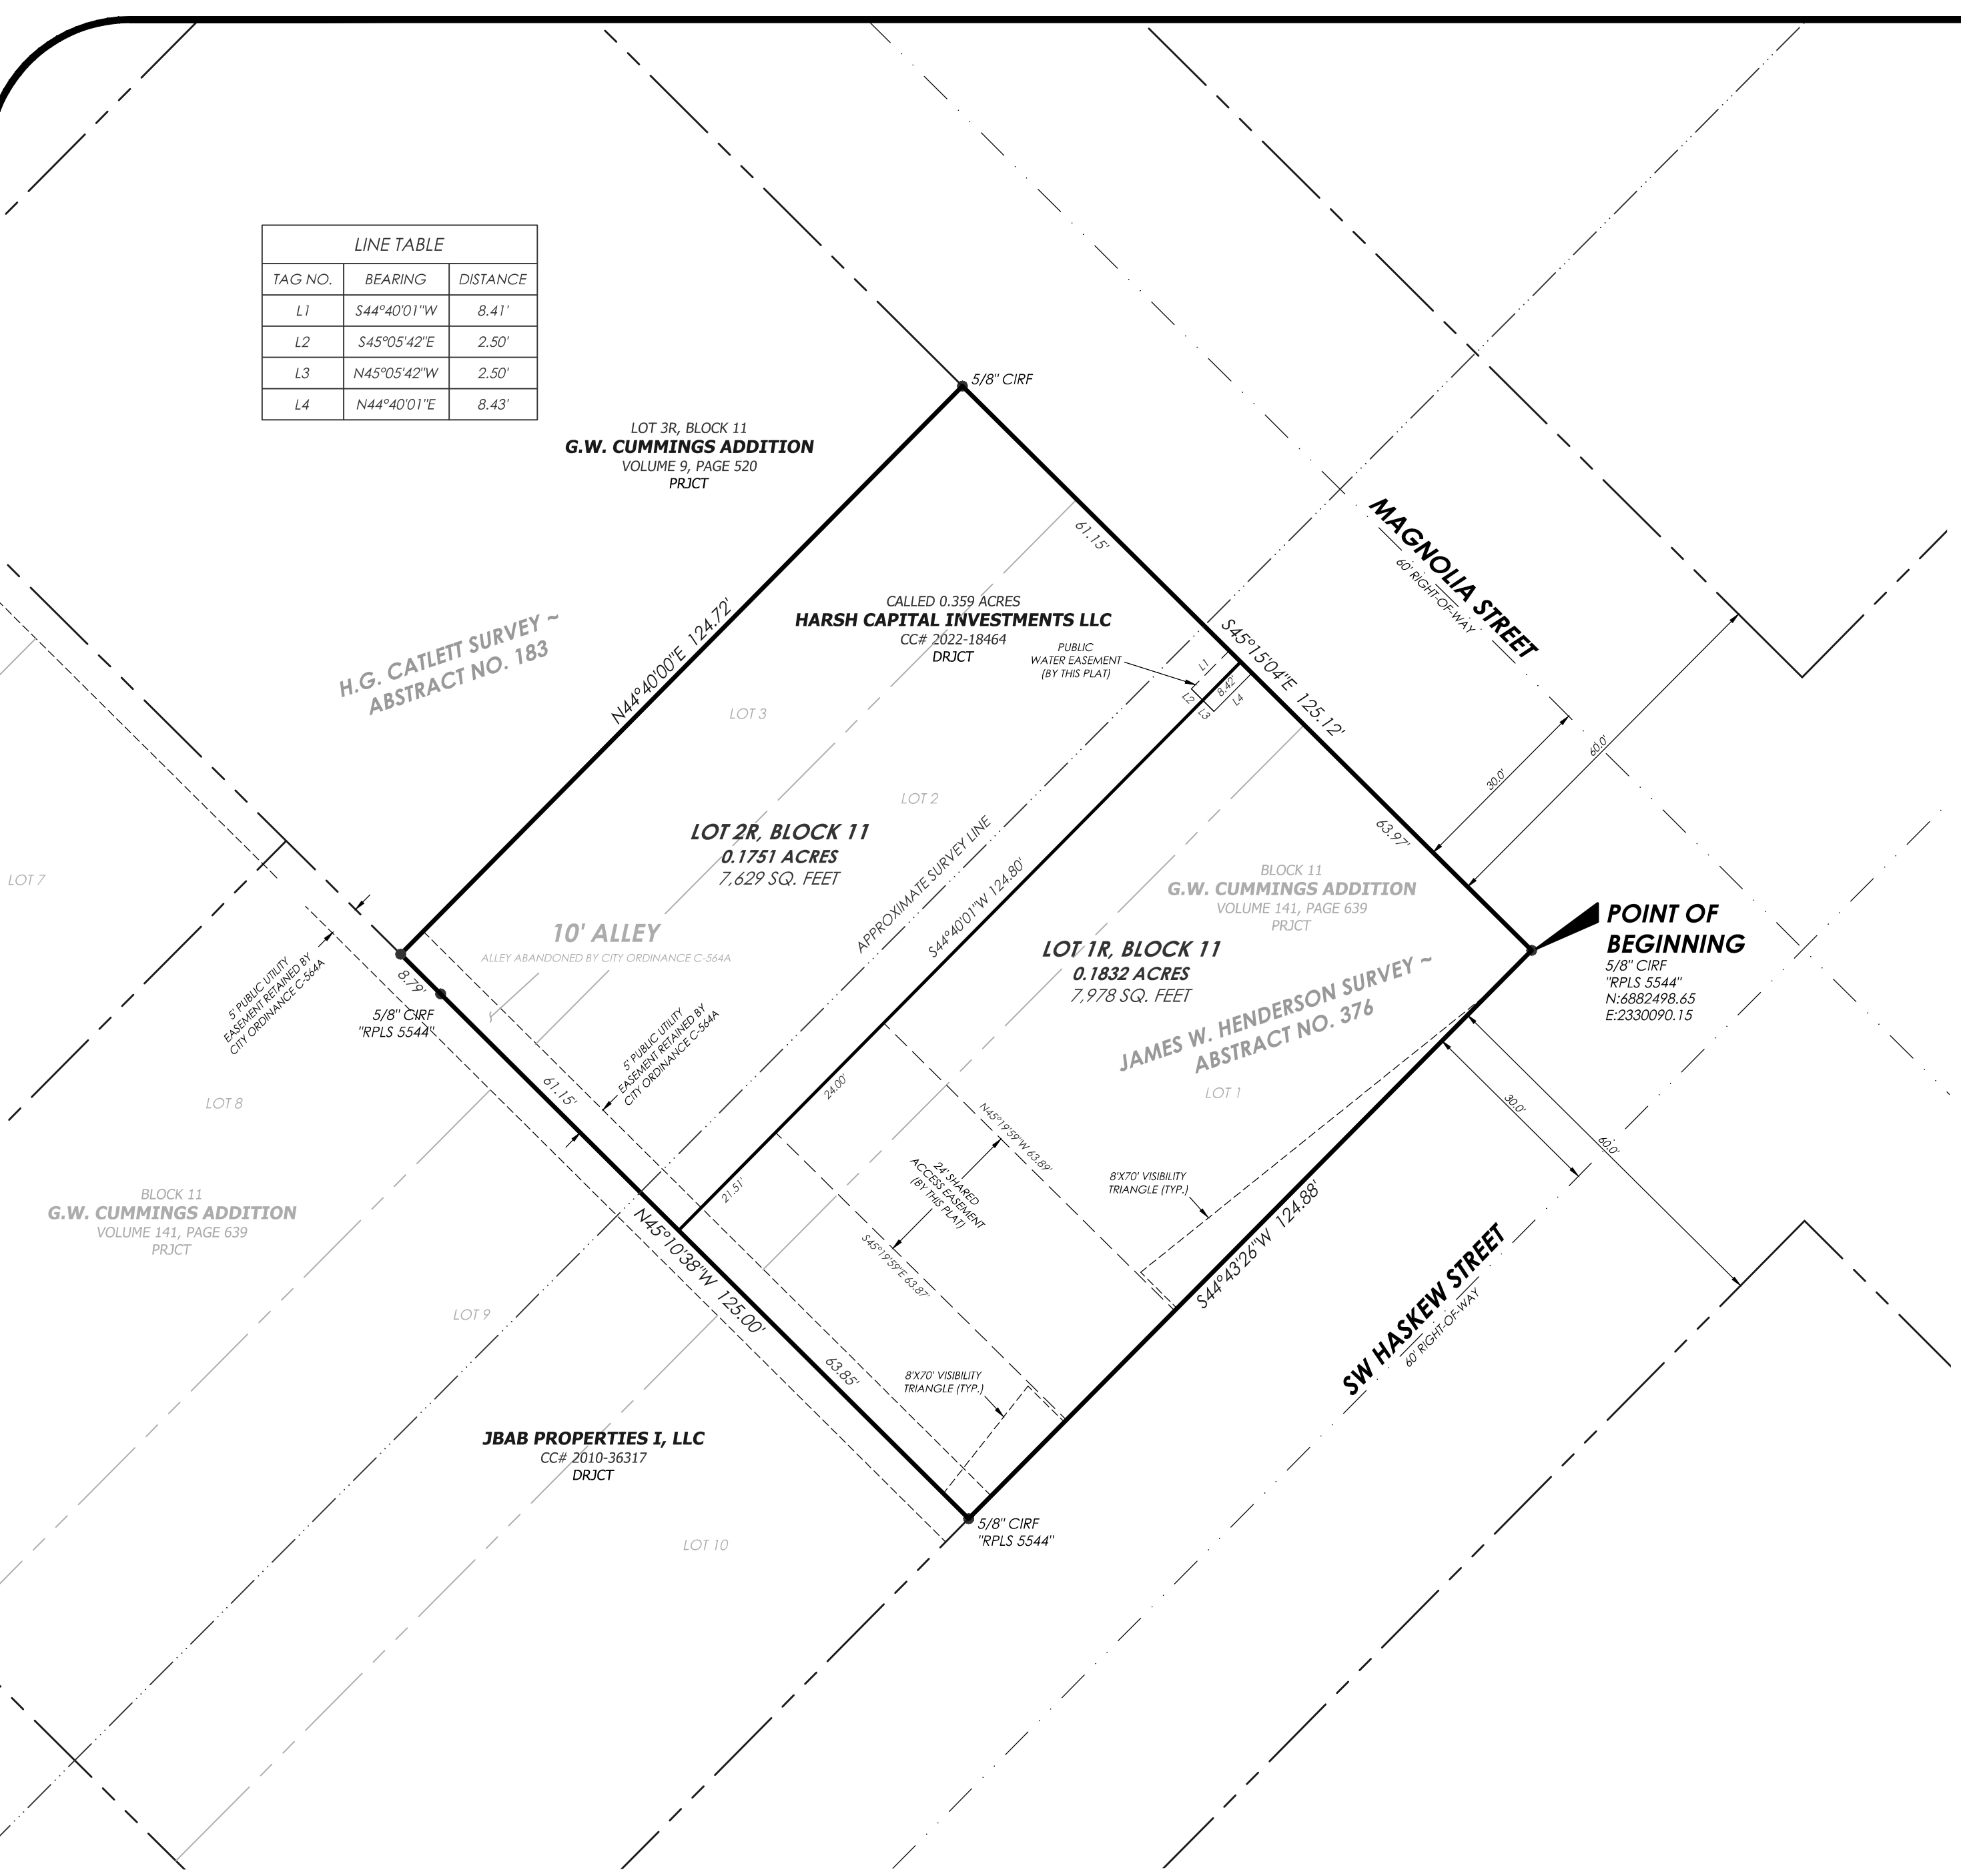 LINE TABLE
TAG NO. BEARING DISTANCE
L1 S44°40'01"W 8.41'
L2 S45°05'42"E 2.50'
L3 N45°05'42"W 2.50'
L4 N44°40'01"E 8.43'
5/8" CIRF
LOT 3R, BLOCK 11
G.W. CUMMINGS ADDITION
VOLUME 9, PAGE 520
PRJCT
61.15'
MAGNOLIA STREET
60' RIGHT-OF-WAY
H.G. CATLETT SURVEY ~
ABSTRACT NO. 183
N44°40'00"E 124.72'
CALLED 0.359 ACRES
HARSH CAPITAL INVESTMENTS LLC
CC# 2022-18464
DRJCT
PUBLIC
WATER EASEMENT
(BY THIS PLAT)
L1
L2
L3
L4
8.42'
S45°15'04"E 125.12'
LOT 3
LOT 2
30.0'
60.0'
LOT 2R, BLOCK 11
0.1751 ACRES
7,629 SQ. FEET
APPROXIMATE SURVEY LINE
S44°40'01"W 124.80'
63.97'
BLOCK 11
G.W. CUMMINGS ADDITION
VOLUME 141, PAGE 639
PRJCT
LOT 7
10' ALLEY
ALLEY ABANDONED BY CITY ORDINANCE C-564A
LOT 1R, BLOCK 11
0.1832 ACRES
7,978 SQ. FEET
POINT OF
BEGINNING
5/8" CIRF
"RPLS 5544"
N:6882498.65
E:2330090.15
JAMES W. HENDERSON SURVEY ~
ABSTRACT NO. 376
5' PUBLIC UTILITY
EASEMENT RETAINED BY
CITY ORDINANCE C-564A
8.79'
5/8" CIRF
"RPLS 5544"
5' PUBLIC UTILITY
EASEMENT RETAINED BY
CITY ORDINANCE C-564A
LOT 8
61.15'
24.00'
LOT 1
30.0'
60.0'
N45°19'59"W 63.89'
24' SHARED
ACCESS EASEMENT
(BY THIS PLAT)
8'X70' VISIBILITY
TRIANGLE (TYP.)
21.51'
S45°19'59"E 63.87'
S44°43'26"W 124.88'
BLOCK 11
G.W. CUMMINGS ADDITION
VOLUME 141, PAGE 639
PRJCT
N45°10'38"W 125.00'
SW HASKEW STREET
60' RIGHT-OF-WAY
LOT 9
63.85'
8'X70' VISIBILITY
TRIANGLE (TYP.)
JBAB PROPERTIES I, LLC
CC# 2010-36317
DRJCT
5/8" CIRF
"RPLS 5544"
LOT 10